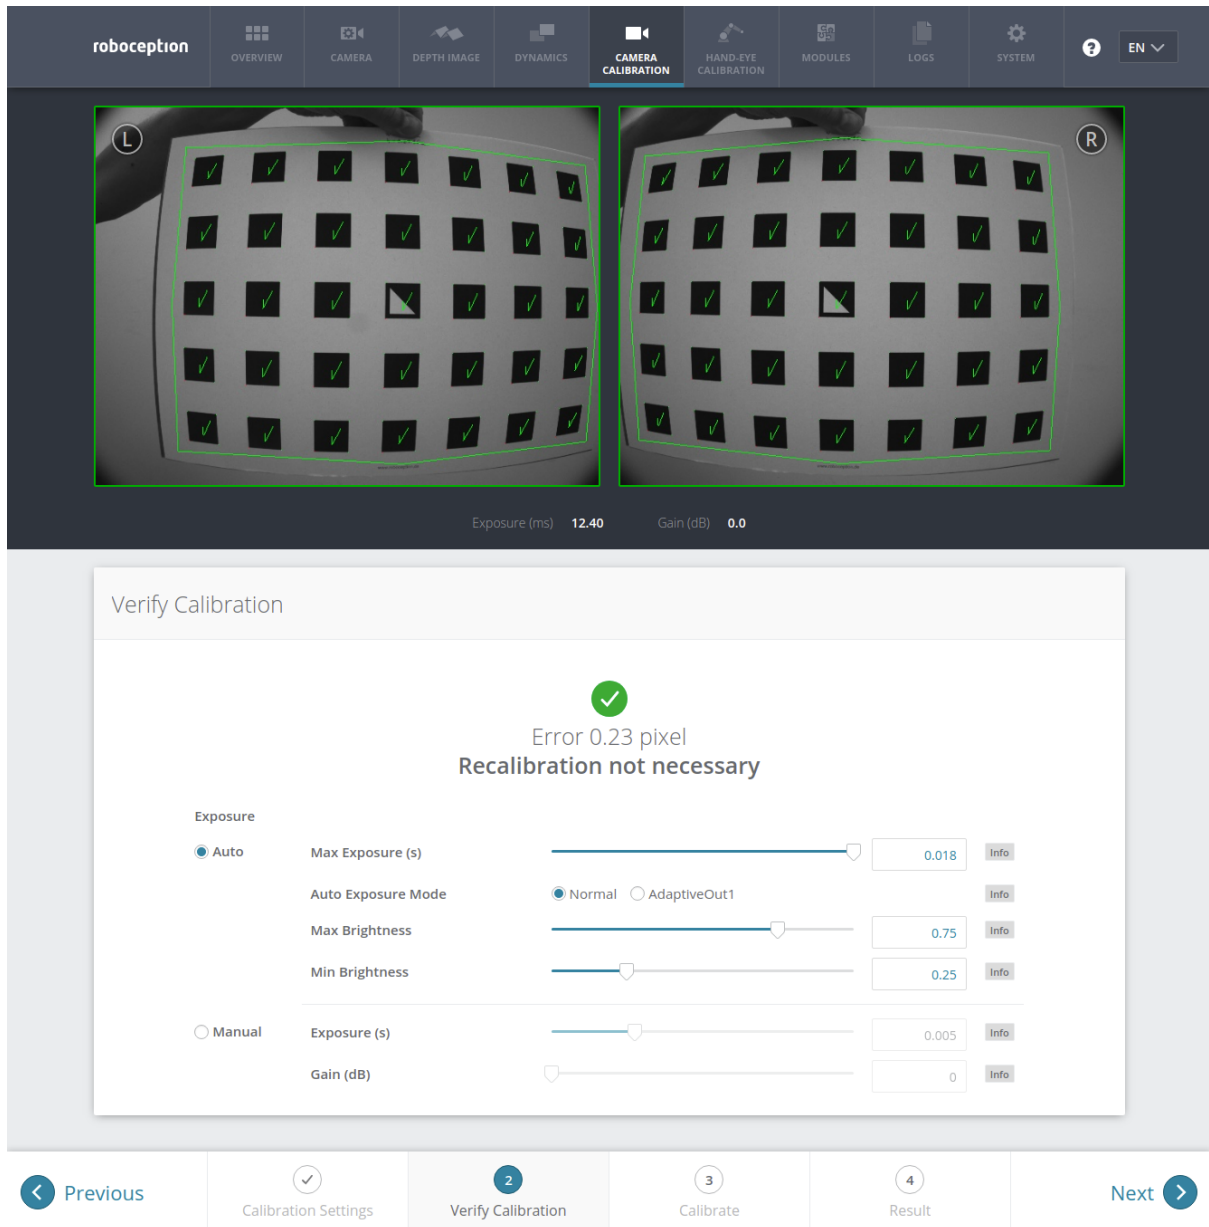 roboception
OVERVIEW
CAMERA
DEPTH IMAGE
DYNAMICS
CAMERA
CALIBRATION
HAND-EYE
CALIBRATION
MODULES
LOGS
SYSTEM
?
EN
L
R
Exposure (ms) 12.40 Gain (dB) 0.0
Verify Calibration
Error 0.23 pixel
Recalibration not necessary
Exposure
Auto Max Exposure (s) 0.018 Info
Auto Exposure Mode Normal AdaptiveOut1 Info
Max Brightness 0.75 Info
Min Brightness 0.25 Info
Manual Exposure (s) 0.005 Info
Gain (dB) 0 Info
Previous
Calibration Settings
2
Verify Calibration
3
Calibrate
4
Result
Next